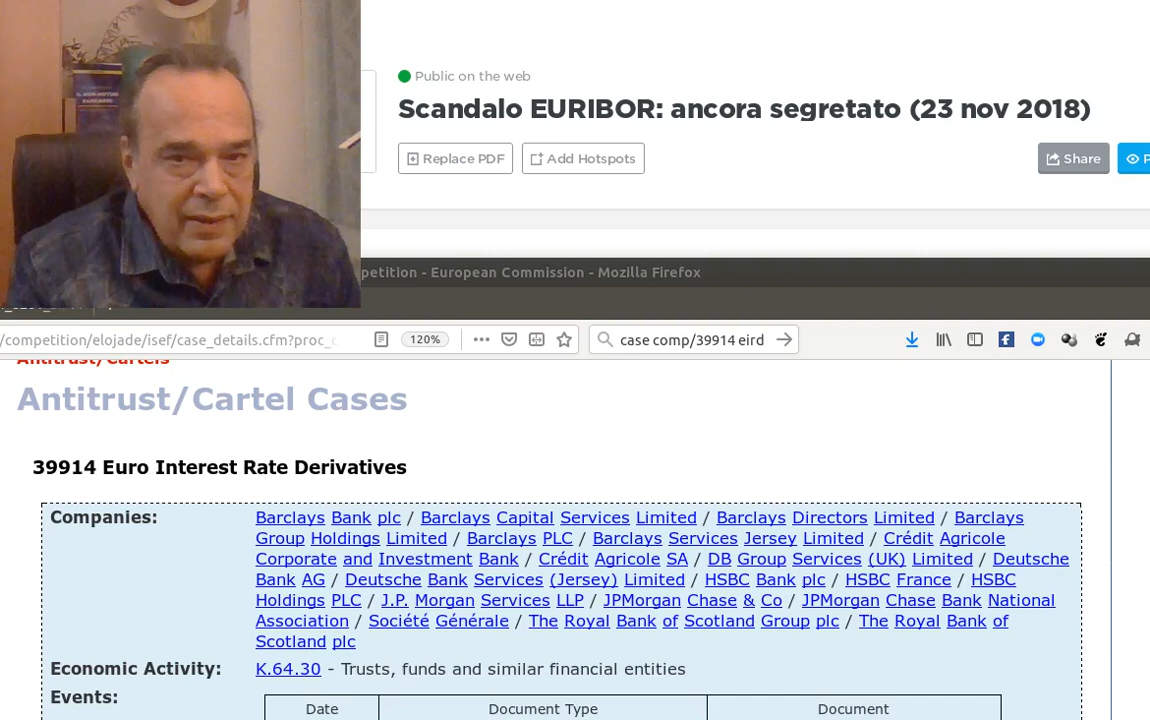 Public on the web
Scandalo EURIBOR: ancora segretato (23 nov 2018)
Replace PDF
Add Hotspots
Share
petition - European Commission - Mozilla Firefox
/competition/elojade/isef/case_details.cfm?proc_c
120%
case comp/39914 eird
Antitrust/Cartels
Antitrust/Cartel Cases
39914 Euro Interest Rate Derivatives
Companies:
Barclays Bank plc / Barclays Capital Services Limited / Barclays Directors Limited / Barclays
Group Holdings Limited / Barclays PLC / Barclays Services Jersey Limited / Crédit Agricole
Corporate and Investment Bank / Crédit Agricole SA / DB Group Services (UK) Limited / Deutsche
Bank AG / Deutsche Bank Services (Jersey) Limited / HSBC Bank plc / HSBC France / HSBC
Holdings PLC / J.P. Morgan Services LLP / JPMorgan Chase & Co / JPMorgan Chase Bank National
Association / Société Générale / The Royal Bank of Scotland Group plc / The Royal Bank of
Scotland plc
Economic Activity: K.64.30 - Trusts, funds and similar financial entities
Events:
Date Document Type Document